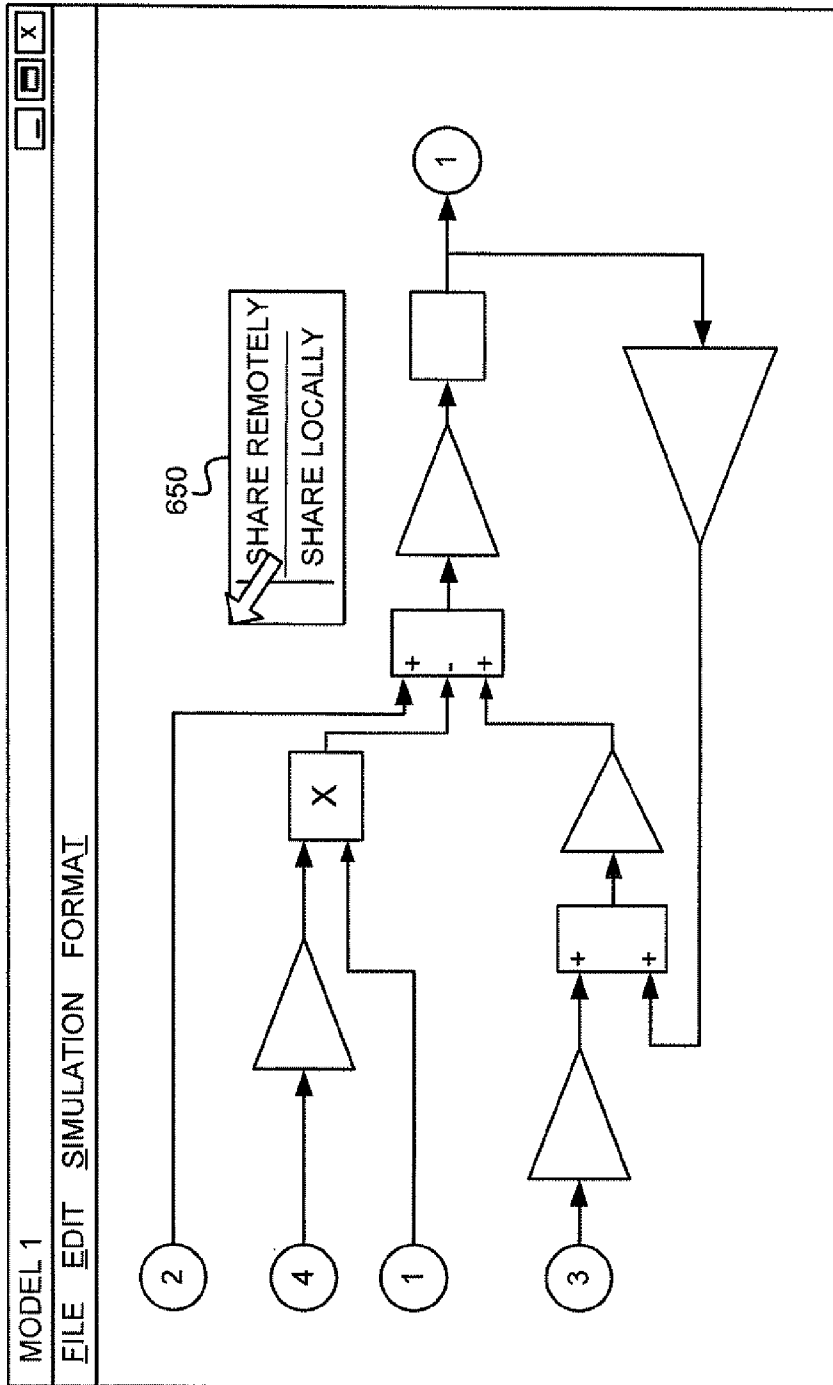 MODEL 1
_ X
FILE EDIT SIMULATION FORMAT
650
SHARE REMOTELY
SHARE LOCALLY
2
4
X
1
+
-
+
1
3
+
+